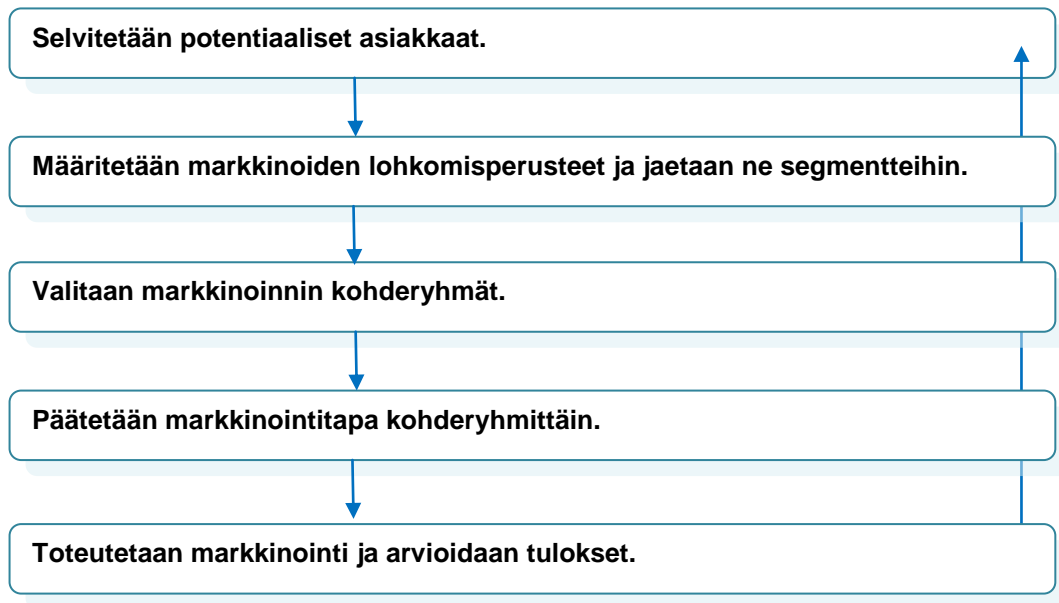 Selvitetään potentiaaliset asiakkaat.
Määritetään markkinoiden lohkomisperusteet ja jaetaan ne segmentteihin.
Valitaan markkinoinnin kohderyhmät.
Päätetään markkinointitapa kohderyhmittäin.
Toteutetaan markkinointi ja arvioidaan tulokset.